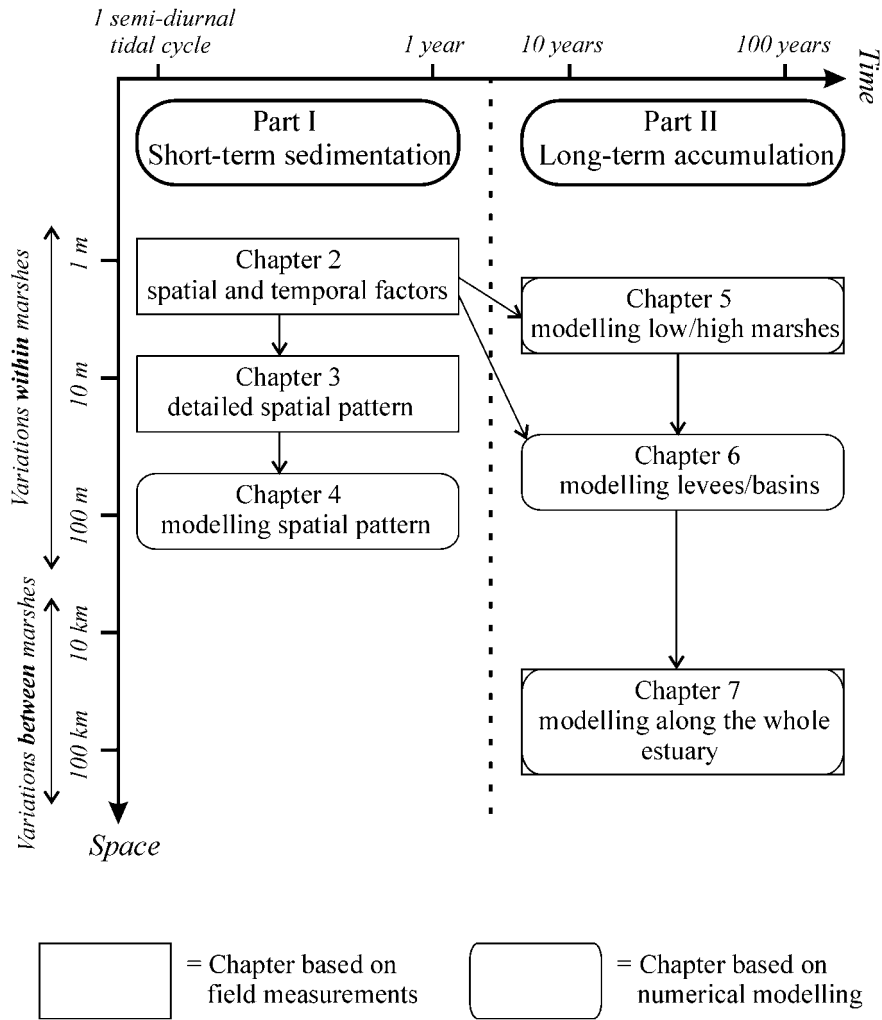 1 semi-diurnal
tidal cycle
1 year
10 years
100 years
Time
Part I
Short-term sedimentation
Part II
Long-term accumulation
Variations within marshes
1 m
10 m
100 m
Chapter 2
spatial and temporal factors
Chapter 3
detailed spatial pattern
Chapter 4
modelling spatial pattern
Chapter 5
modelling low/high marshes
Chapter 6
modelling levees/basins
Variations between marshes
10 km
100 km
Chapter 7
modelling along the whole
estuary
Space
= Chapter based on
field measurements
= Chapter based on
numerical modelling